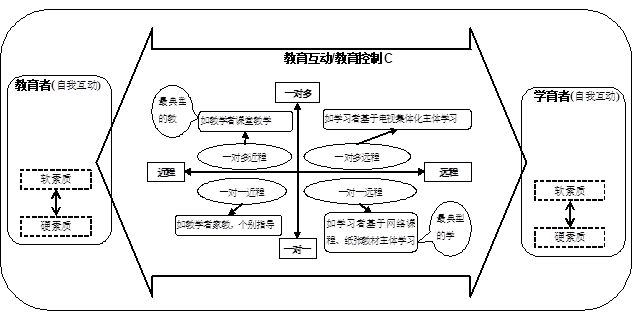 教育互动/教育控制C
教育者(自我互动)
软素质
硬素质
一对多
最典型
的教
如教学者课堂教学
如学习者基于电视集体化主体学习
一对多近程
一对多远程
近程
远程
一对一近程
一对一远程
如教学者家教，个别指导
如学习者基于网络课
程、纸张教材主体学习
最典型
的学
一对一
学育者(自我互动)
软素质
硬素质